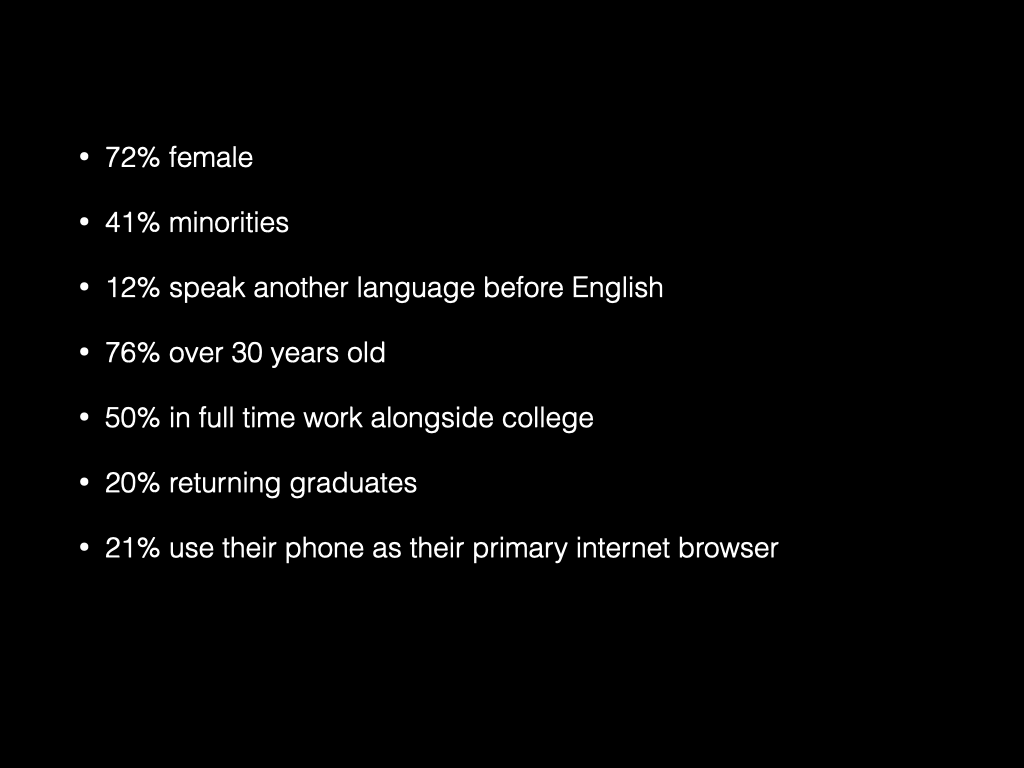 • 72% female
• 41% minorities
• 12% speak another language before English
• 76% over 30 years old
• 50% in full time work alongside college
• 20% returning graduates
• 21% use their phone as their primary internet browser